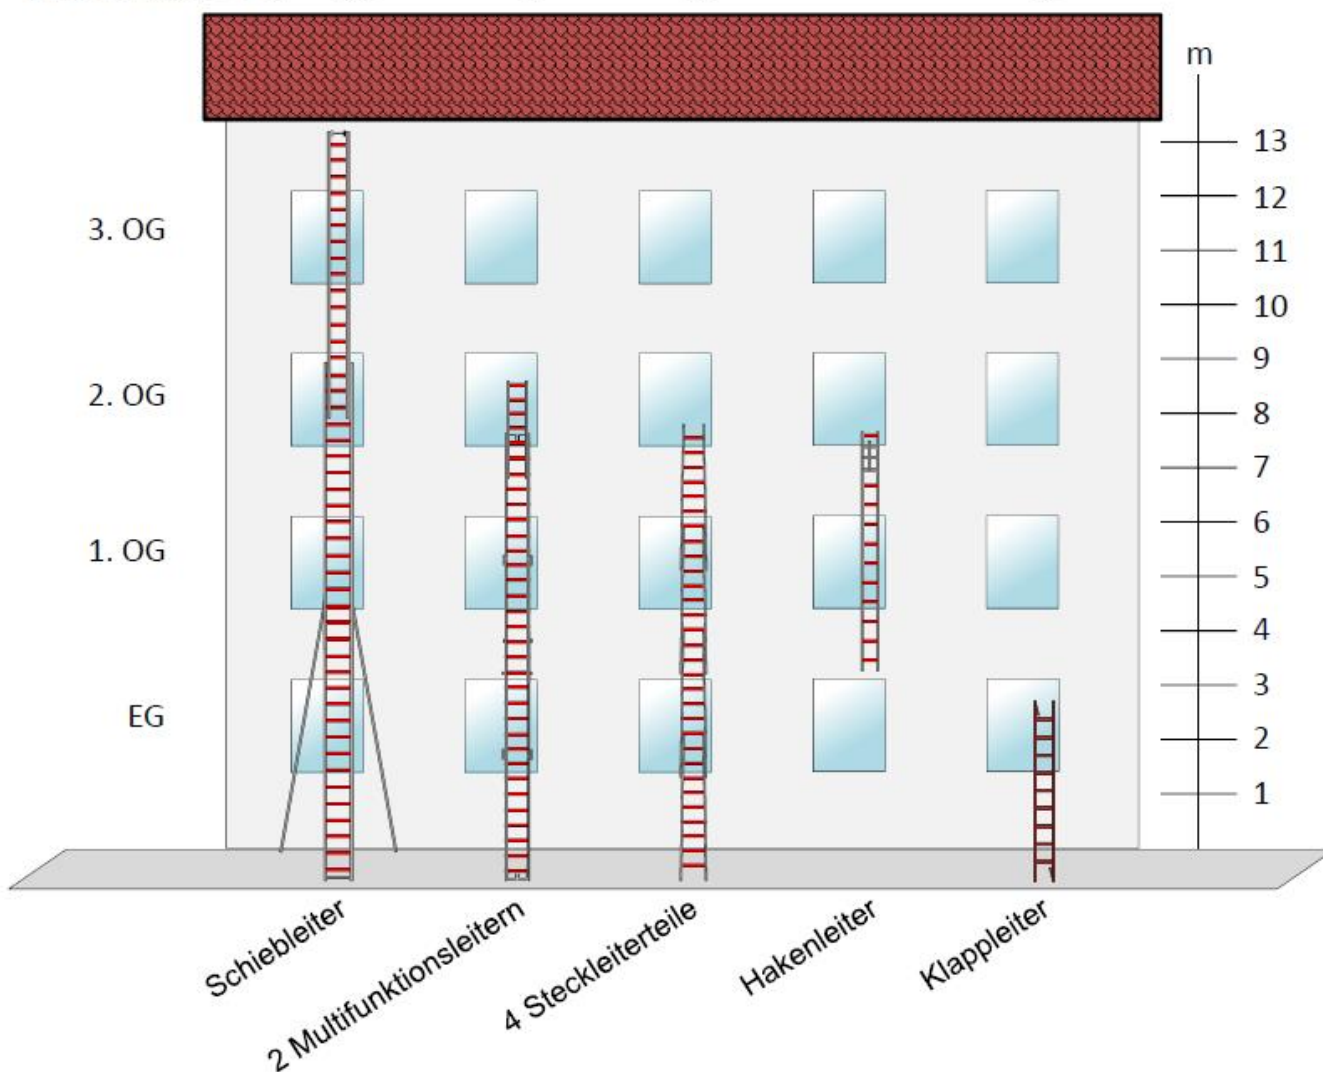 m
13
12
3. OG
11
10
9
2. OG
8
7
6
1. OG
5
4
3
EG
2
1
Schiebleiter
2 Multifunktionsleitern
4 Steckleiterteile
Hakenleiter
Klappleiter